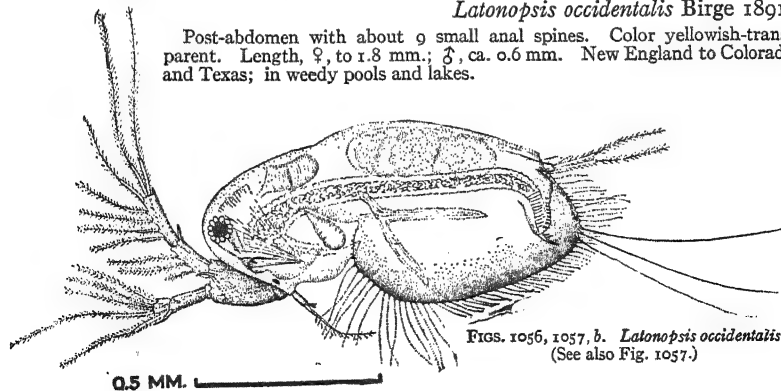 Latonopsis occidentalis Birge 1891
Post-abdomen with about 9 small anal spines. Color yellowish-tran
parent. Length, ♀, to 1.8 mm.; ♂, ca. 0.6 mm. New England to Colorad
and Texas; in weedy pools and lakes.
FIGS. 1056, 1057, b. Latonopsis occidentalis
(See also Fig. 1057.)
0.5 MM.